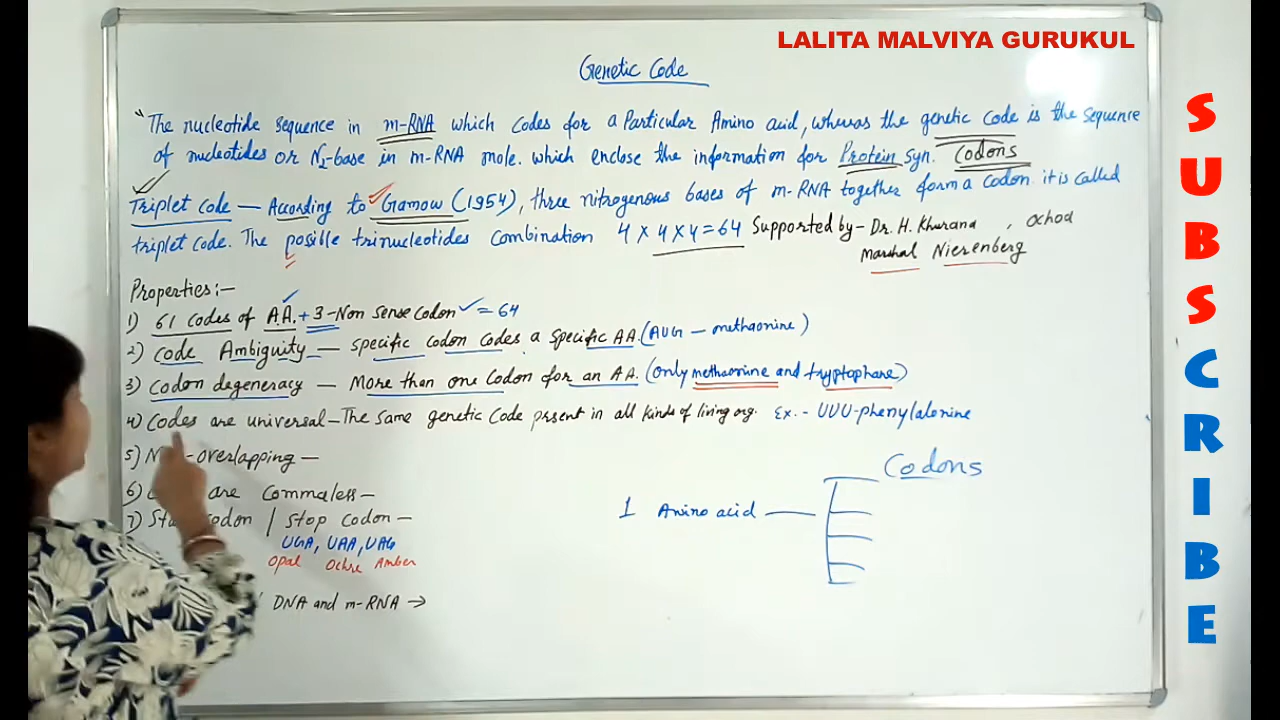 LALITA MALVIYA GURUKUL
Genetic Code
"The nucleotide sequence in m-RNA which codes for a Particular Amino acid, whereas the genetic code is the sequence
of nucleotides or N2-base in m-RNA mole. which enclose the information for Protein syn. Codons
Triplet code — According to Gamow (1954), three nitrogenous bases of m-RNA together form a codon it is called
triplet code. The posible trinucleotides combination 4 × 4 × 4 = 64 Supported by - Dr. H. Khurana , Ochoa
Marshal Nierenberg
Properties:-
1) 61 codes of A.A. + 3-Non sense codon = 64
2) Code Ambiguity — specific codon codes a specific AA. (AUG — methaonine)
3) Codon degeneracy — More than one Codon for an AA. (only methaonine and tryptophane)
4) Codes are universal — The same genetic Code prsent in all kinds of living org. Ex. - UUU-phenylalenine
5) N -overlapping —
6) are Commaless —
7) Sta codon / Stop codon —
UGA, UAA, UAG
Opal Ochre Amber
DNA and m-RNA →
1 Amino acid —
Codons
SUBSCRIBE